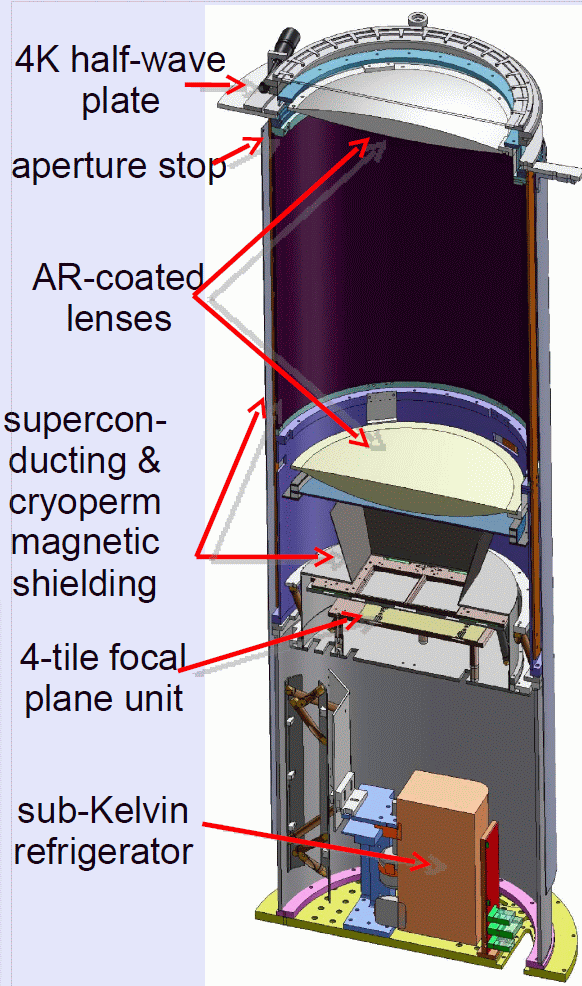 4K half-wave
plate
aperture stop
AR-coated
lenses
supercon-
ducting &
cryoperm
magnetic
shielding
4-tile focal
plane unit
sub-Kelvin
refrigerator